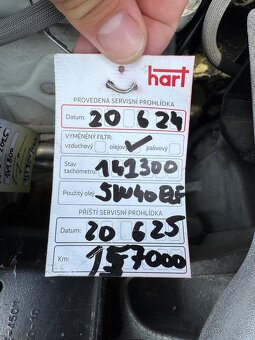 hart
PROVEDENÁ SERVISNÍ PROHLÍDKA
Datum: 20 6 24
VYMĚNĚNÝ FILTR:
vzduchový olejový palivový
Stav tachometru 141300
Použitý olej 5W40 ELF
PŘÍŠTÍ SERVISNÍ PROHLÍDKA
Datum: 20 6 25
Km: 157000